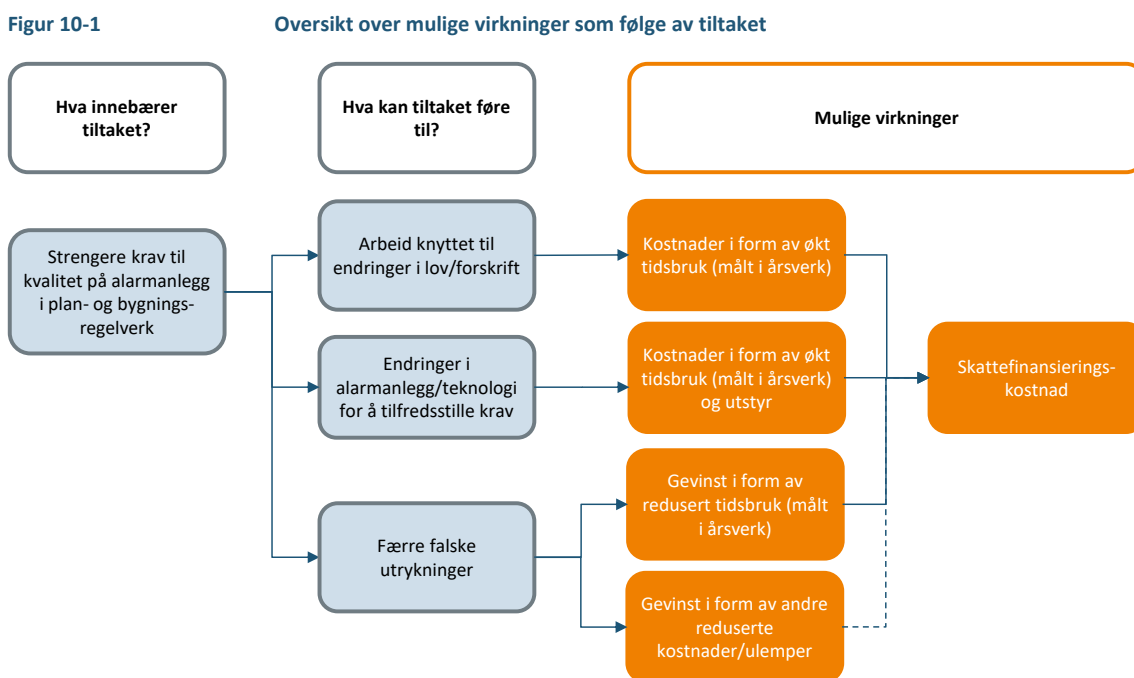 Figur 10-1
Oversikt over mulige virkninger som følge av tiltaket
Hva innebærer
tiltaket?
Hva kan tiltaket føre
til?
Mulige virkninger
Strengere krav til
kvalitet på alarmanlegg
i plan- og bygnings-
regelverk
Arbeid knyttet til
endringer i lov/forskrift
Kostnader i form av økt
tidsbruk (målt i årsverk)
Endringer i
alarmanlegg/teknologi
for å tilfredsstille krav
Kostnader i form av økt
tidsbruk (målt i årsverk)
og utstyr
Skattefinansierings-
kostnad
Færre falske
utrykninger
Gevinst i form av
redusert tidsbruk (målt
i årsverk)
Gevinst i form av andre
reduserte
kostnader/ulemper